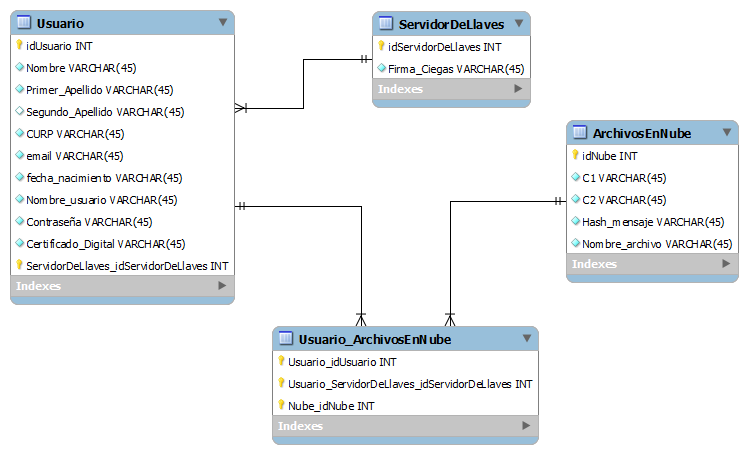 Usuario
idUsuario INT
Nombre VARCHAR(45)
Primer_Apellido VARCHAR(45)
Segundo_Apellido VARCHAR(45)
CURP VARCHAR(45)
email VARCHAR(45)
fecha_nacimiento VARCHAR(45)
Nombre_usuario VARCHAR(45)
Contraseña VARCHAR(45)
Certificado_Digital VARCHAR(45)
ServidorDeLlaves_idServidorDeLlaves INT
Indexes
ServidorDeLlaves
idServidorDeLlaves INT
Firma_Ciegas VARCHAR(45)
Indexes
ArchivosEnNube
idNube INT
C1 VARCHAR(45)
C2 VARCHAR(45)
Hash_mensaje VARCHAR(45)
Nombre_archivo VARCHAR(45)
Indexes
Usuario_ArchivosEnNube
Usuario_idUsuario INT
Usuario_ServidorDeLlaves_idServidorDeLlaves INT
Nube_idNube INT
Indexes